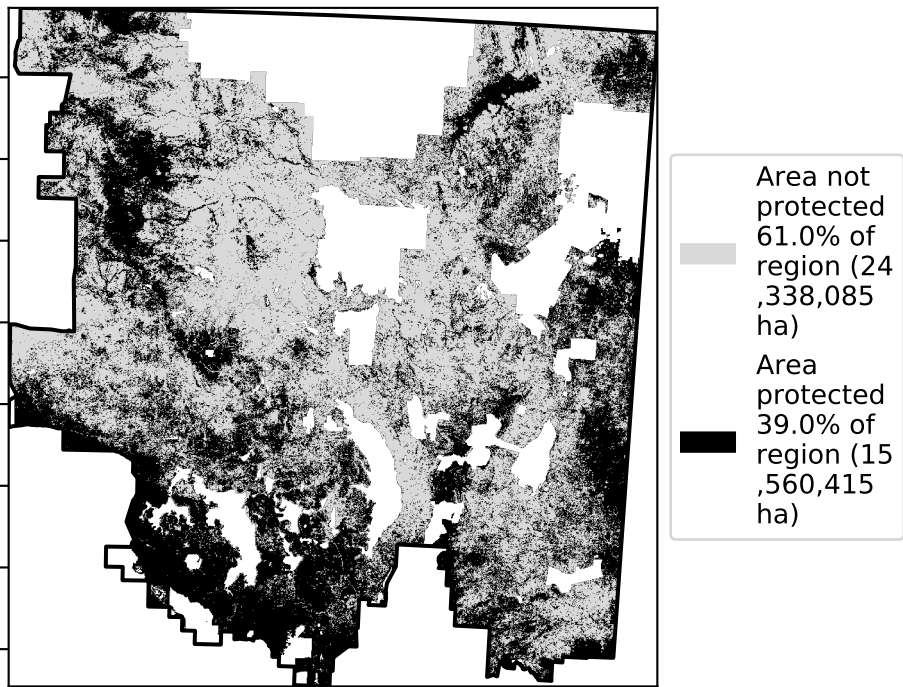 Area not
protected
61.0% of
region (24
,338,085
ha)
Area
protected
39.0% of
region (15
,560,415
ha)